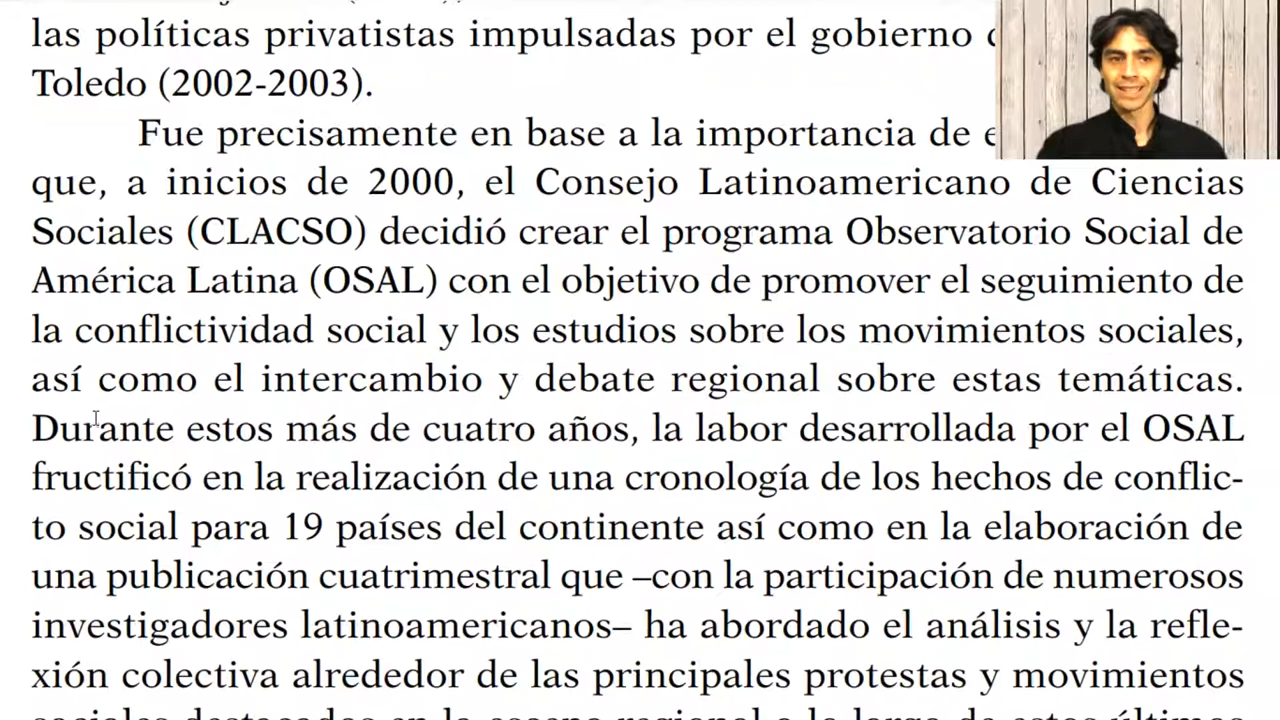 las políticas privatistas impulsadas por el gobierno
Toledo (2002-2003).
Fue precisamente en base a la importancia de
que, a inicios de 2000, el Consejo Latinoamericano de Ciencias
Sociales (CLACSO) decidió crear el programa Observatorio Social de
América Latina (OSAL) con el objetivo de promover el seguimiento de
la conflictividad social y los estudios sobre los movimientos sociales,
así como el intercambio y debate regional sobre estas temáticas.
Durante estos más de cuatro años, la labor desarrollada por el OSAL
fructificó en la realización de una cronología de los hechos de conflic-
to social para 19 países del continente así como en la elaboración de
una publicación cuatrimestral que –con la participación de numerosos
investigadores latinoamericanos– ha abordado el análisis y la refle-
xión colectiva alrededor de las principales protestas y movimientos